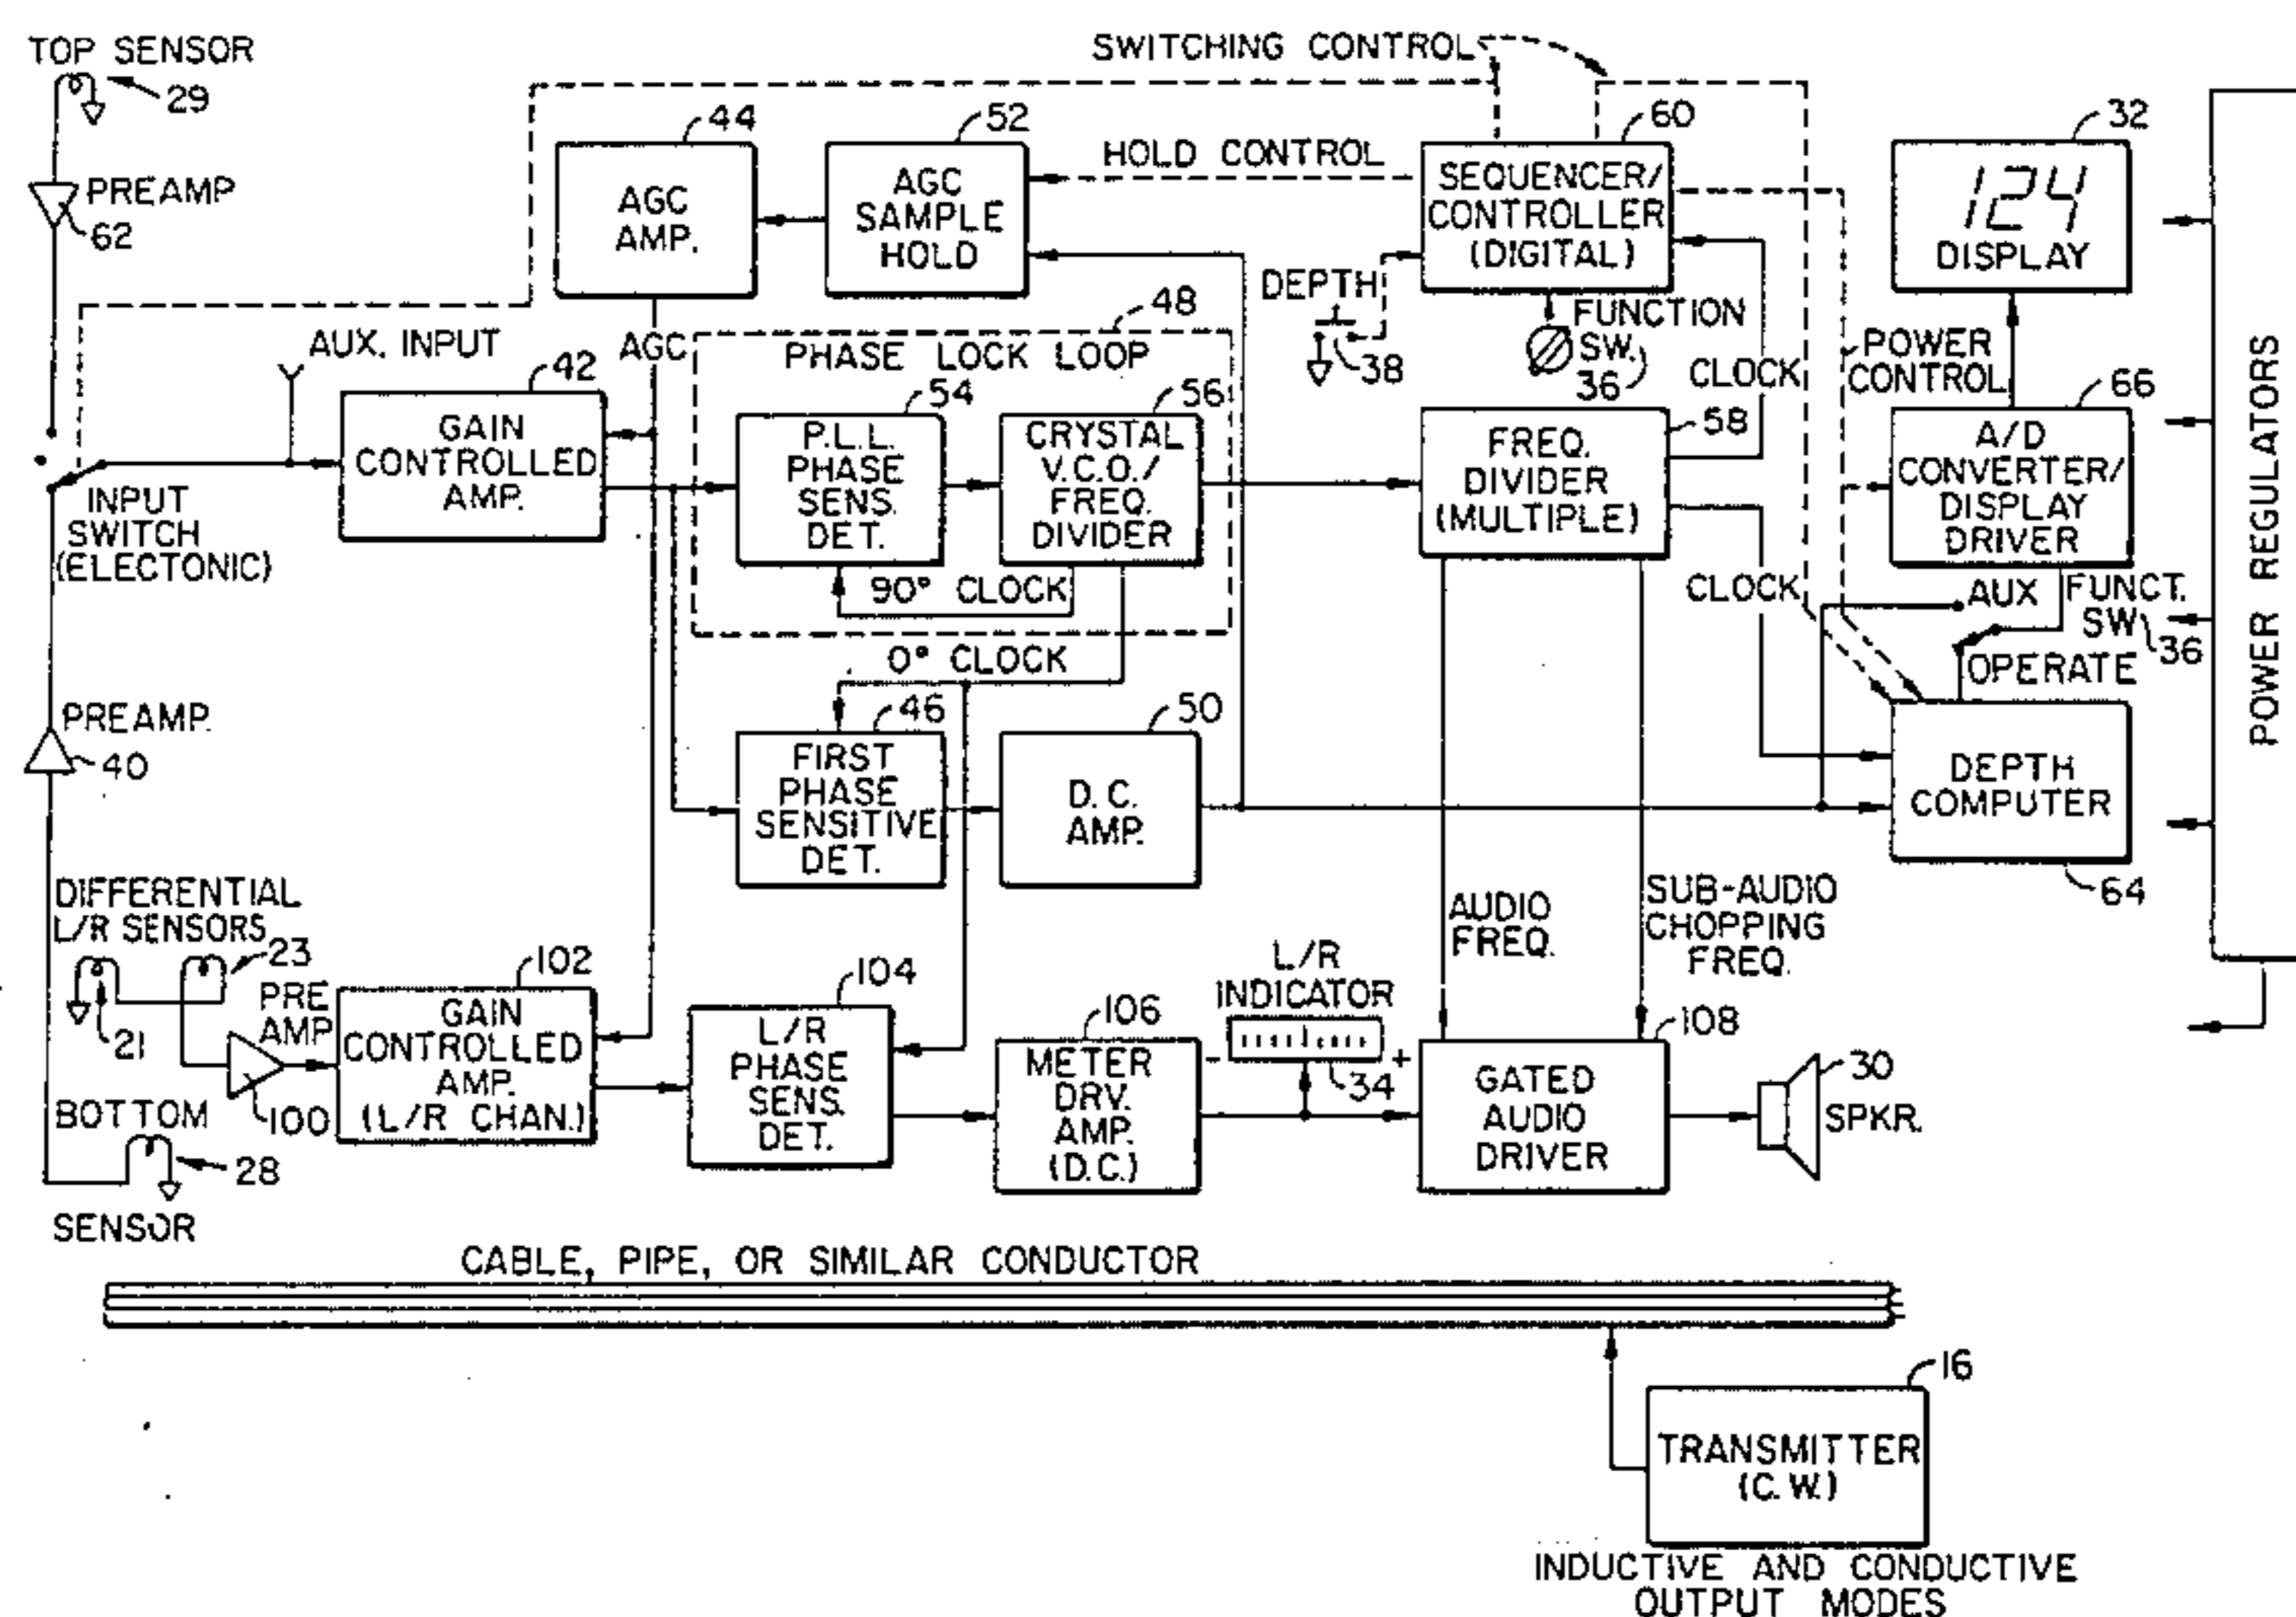 TOP SENSOR
29
PREAMP
62
SWITCHING CONTROL
44
AGC
AMP.
52
AGC
SAMPLE
HOLD
HOLD CONTROL
60
SEQUENCER/
CONTROLLER
(DIGITAL)
32
124
DISPLAY
DEPTH
38
FUNCTION
SW.
36
CLOCK
POWER
CONTROL
POWER REGULATORS
AUX. INPUT
AGC
48
PHASE LOCK LOOP
42
GAIN
CONTROLLED
AMP.
54
P.L.L.
PHASE
SENS.
DET.
56
CRYSTAL
V.C.O./
FREQ.
DIVIDER
58
FREQ.
DIVIDER
(MULTIPLE)
66
A/D
CONVERTER/
DISPLAY
DRIVER
INPUT
SWITCH
(ELECTONIC)
90° CLOCK
CLOCK
AUX
FUNCT.
SW
36
OPERATE
0° CLOCK
PREAMP.
40
46
FIRST
PHASE
SENSITIVE
DET.
50
D.C.
AMP.
DEPTH
COMPUTER
64
DIFFERENTIAL
L/R SENSORS
23
21
PRE
AMP
100
102
GAIN
CONTROLLED
AMP.
(L/R CHAN.)
104
L/R
PHASE
SENS.
DET.
106
METER
DRV.
AMP.
(D.C.)
L/R
INDICATOR
- +
34
AUDIO
FREQ.
SUB-AUDIO
CHOPPING
FREQ.
108
GATED
AUDIO
DRIVER
30
SPKR.
BOTTOM
28
SENSOR
CABLE, PIPE, OR SIMILAR CONDUCTOR
16
TRANSMITTER
(C.W.)
INDUCTIVE AND CONDUCTIVE
OUTPUT MODES